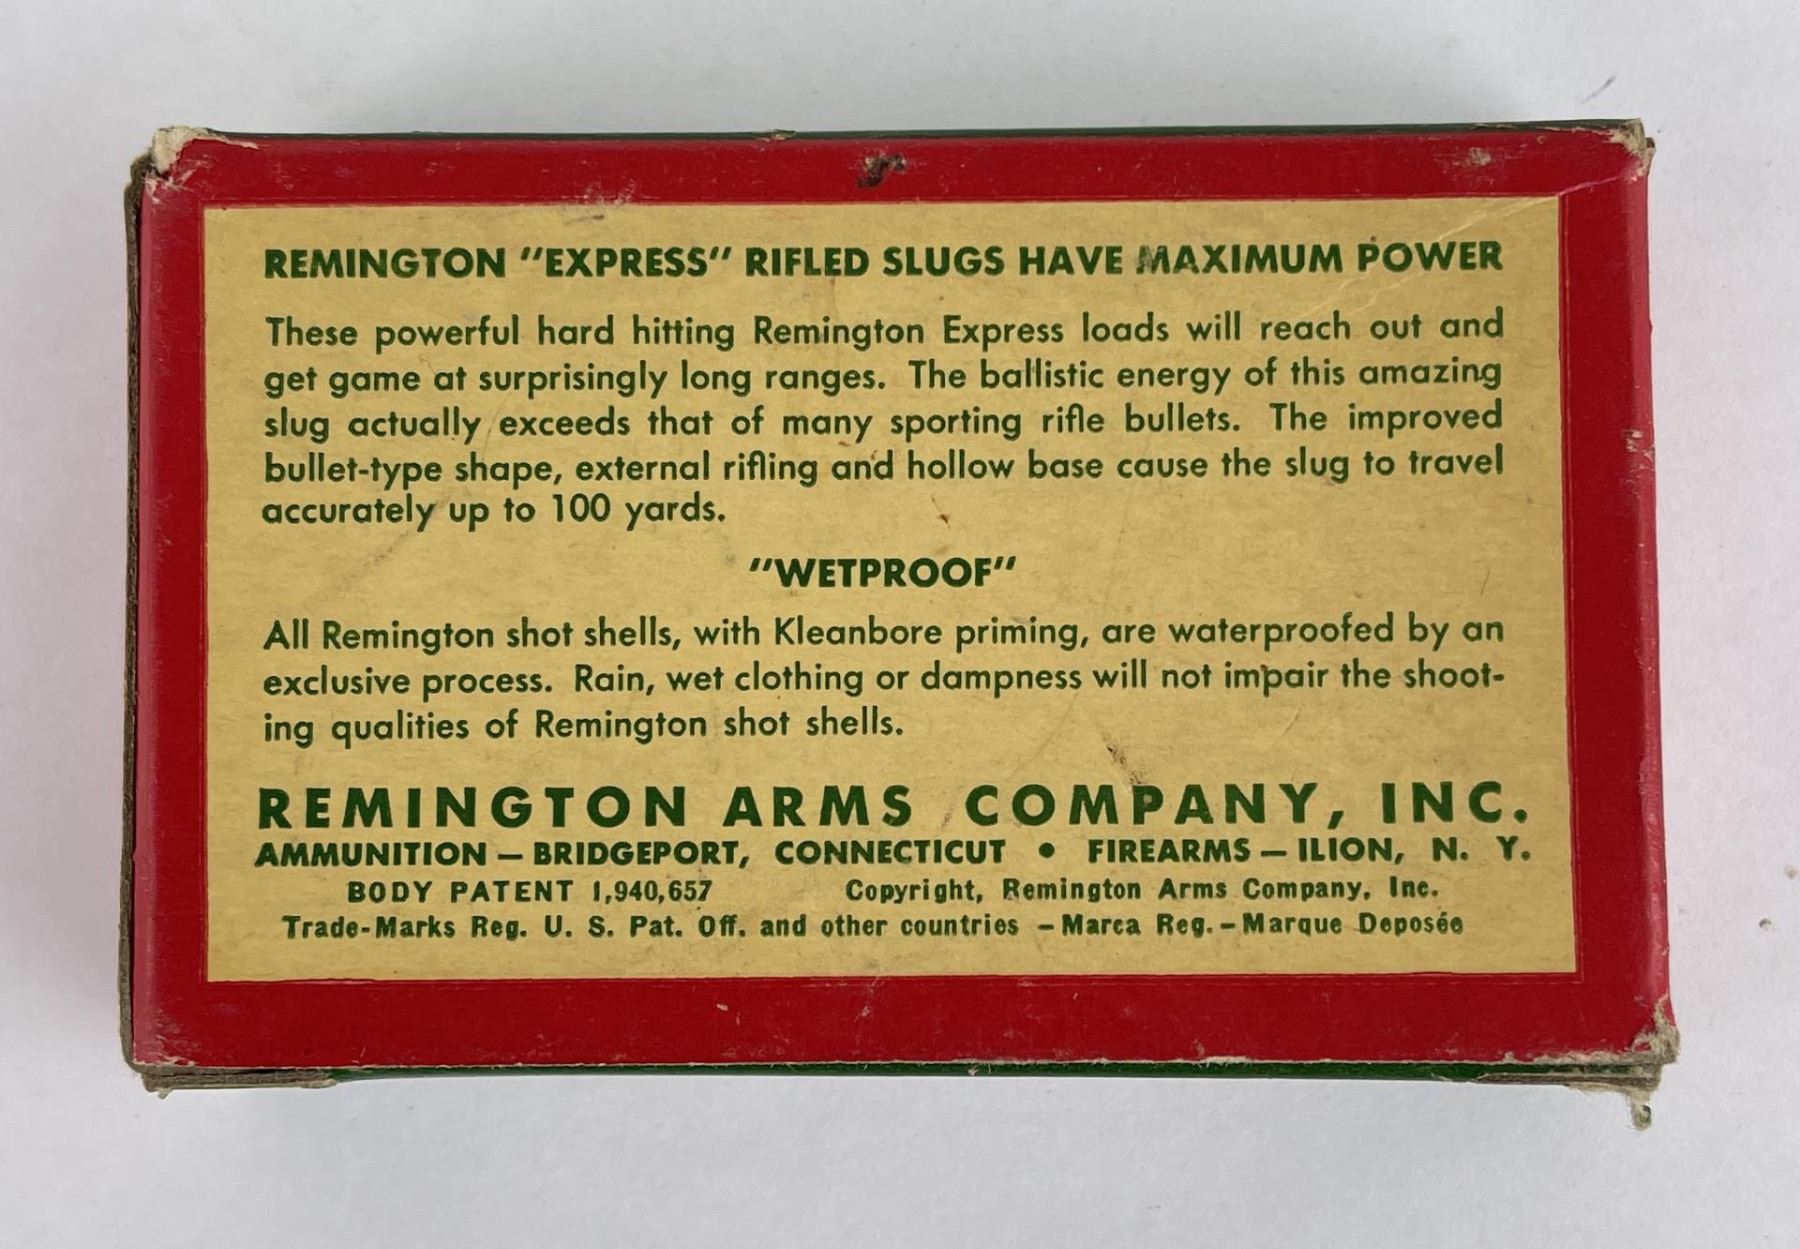 REMINGTON "EXPRESS" RIFLED SLUGS HAVE MAXIMUM POWER
These powerful hard hitting Remington Express loads will reach out and
get game at surprisingly long ranges. The ballistic energy of this amazing
slug actually exceeds that of many sporting rifle bullets. The improved
bullet-type shape, external rifling and hollow base cause the slug to travel
accurately up to 100 yards.
"WETPROOF"
All Remington shot shells, with Kleanbore priming, are waterproofed by an
exclusive process. Rain, wet clothing or dampness will not impair the shoot-
ing qualities of Remington shot shells.
REMINGTON ARMS COMPANY, INC.
AMMUNITION — BRIDGEPORT, CONNECTICUT • FIREARMS — ILION, N. Y.
BODY PATENT 1,940,657 Copyright, Remington Arms Company, Inc.
Trade-Marks Reg. U. S. Pat. Off. and other countries – Marca Reg. – Marque Deposée